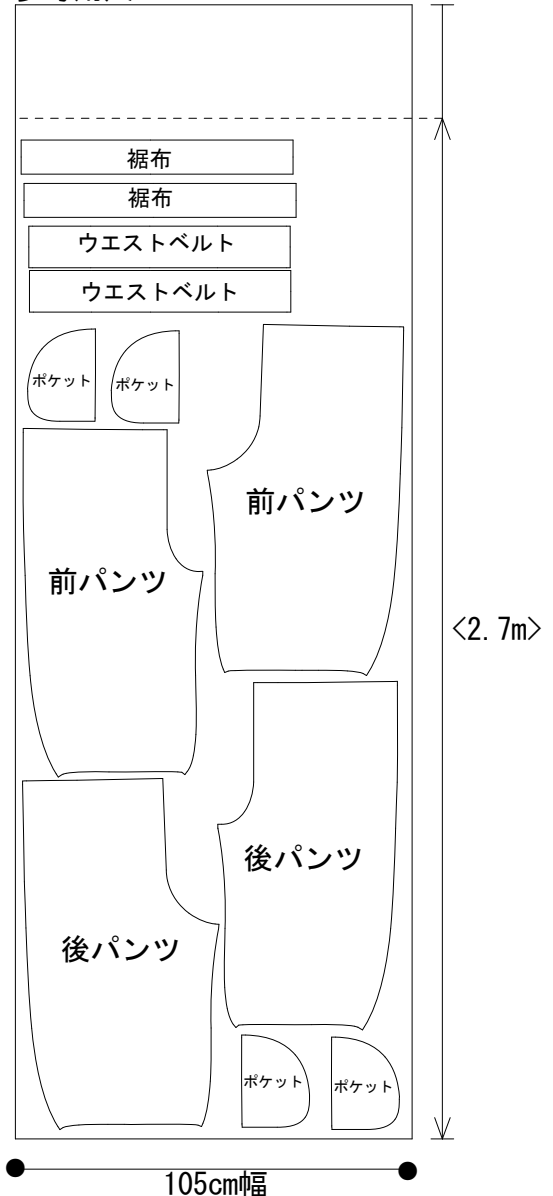 裾布
裾布
ウエストベルト
ウエストベルト
ポケット
ポケット
前パンツ
前パンツ
<2.7m>
後パンツ
後パンツ
ポケット
ポケット
105cm幅